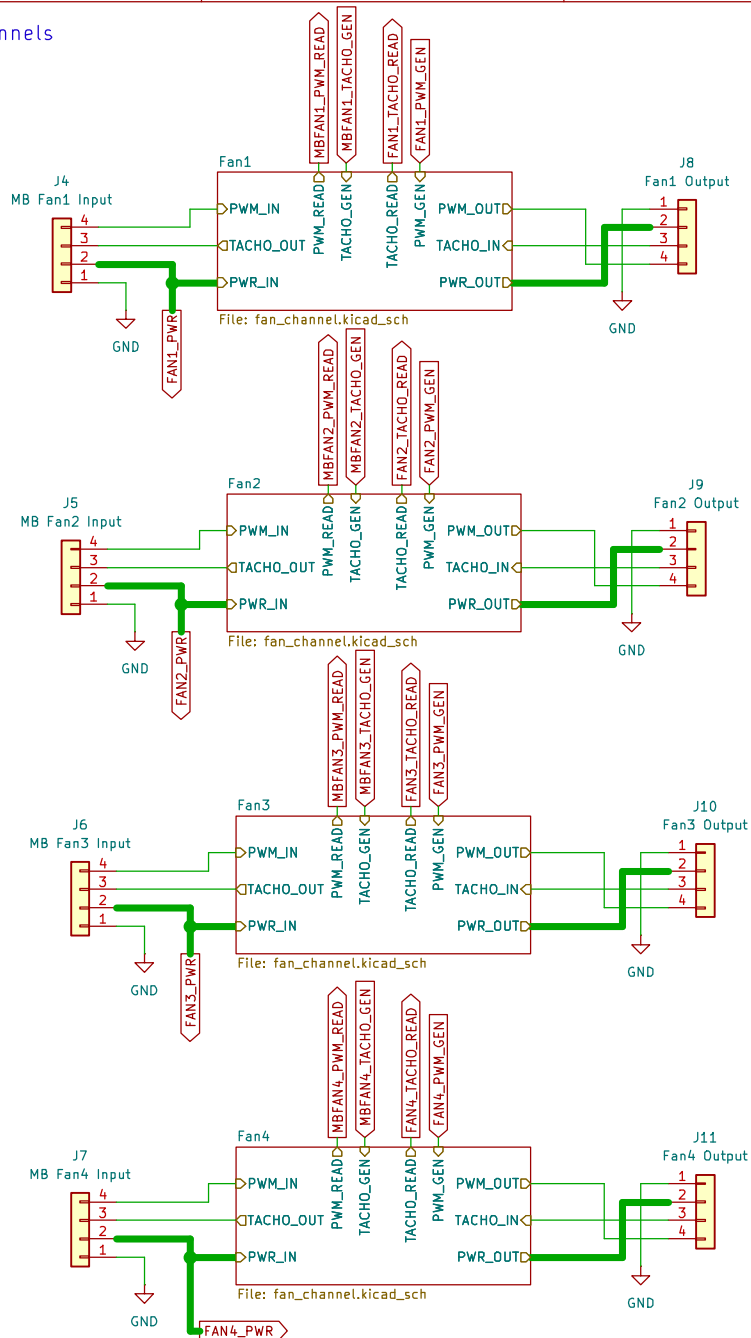 nnels
MBFAN1_PWM_READ
MBFAN1_TACHO_GEN
FAN1_TACHO_READ
FAN1_PWM_GEN
Fan1
J4
MB Fan1 Input
4
3
2
1
PWM_IN
TACHO_OUT
PWR_IN
PWM_READ
TACHO_GEN
TACHO_READ
PWM_GEN
PWM_OUT
TACHO_IN
PWR_OUT
J8
Fan1 Output
1
2
3
4
GND
FAN1_PWR
GND
File: fan_channel.kicad_sch
MBFAN2_PWM_READ
MBFAN2_TACHO_GEN
FAN2_TACHO_READ
FAN2_PWM_GEN
Fan2
J5
MB Fan2 Input
4
3
2
1
PWM_IN
TACHO_OUT
PWR_IN
PWM_READ
TACHO_GEN
TACHO_READ
PWM_GEN
PWM_OUT
TACHO_IN
PWR_OUT
J9
Fan2 Output
1
2
3
4
GND
FAN2_PWR
GND
File: fan_channel.kicad_sch
MBFAN3_PWM_READ
MBFAN3_TACHO_GEN
FAN3_TACHO_READ
FAN3_PWM_GEN
Fan3
J6
MB Fan3 Input
4
3
2
1
PWM_IN
TACHO_OUT
PWR_IN
PWM_READ
TACHO_GEN
TACHO_READ
PWM_GEN
PWM_OUT
TACHO_IN
PWR_OUT
J10
Fan3 Output
1
2
3
4
GND
FAN3_PWR
GND
File: fan_channel.kicad_sch
MBFAN4_PWM_READ
MBFAN4_TACHO_GEN
FAN4_TACHO_READ
FAN4_PWM_GEN
Fan4
J7
MB Fan4 Input
4
3
2
1
PWM_IN
TACHO_OUT
PWR_IN
PWM_READ
TACHO_GEN
TACHO_READ
PWM_GEN
PWM_OUT
TACHO_IN
PWR_OUT
J11
Fan4 Output
1
2
3
4
GND
FAN4_PWR
GND
File: fan_channel.kicad_sch